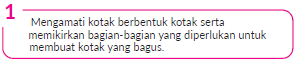 1
Mengamati kotak berbentuk kotak serta
memikirkan bagian-bagian yang diperlukan untuk
membuat kotak yang bagus.